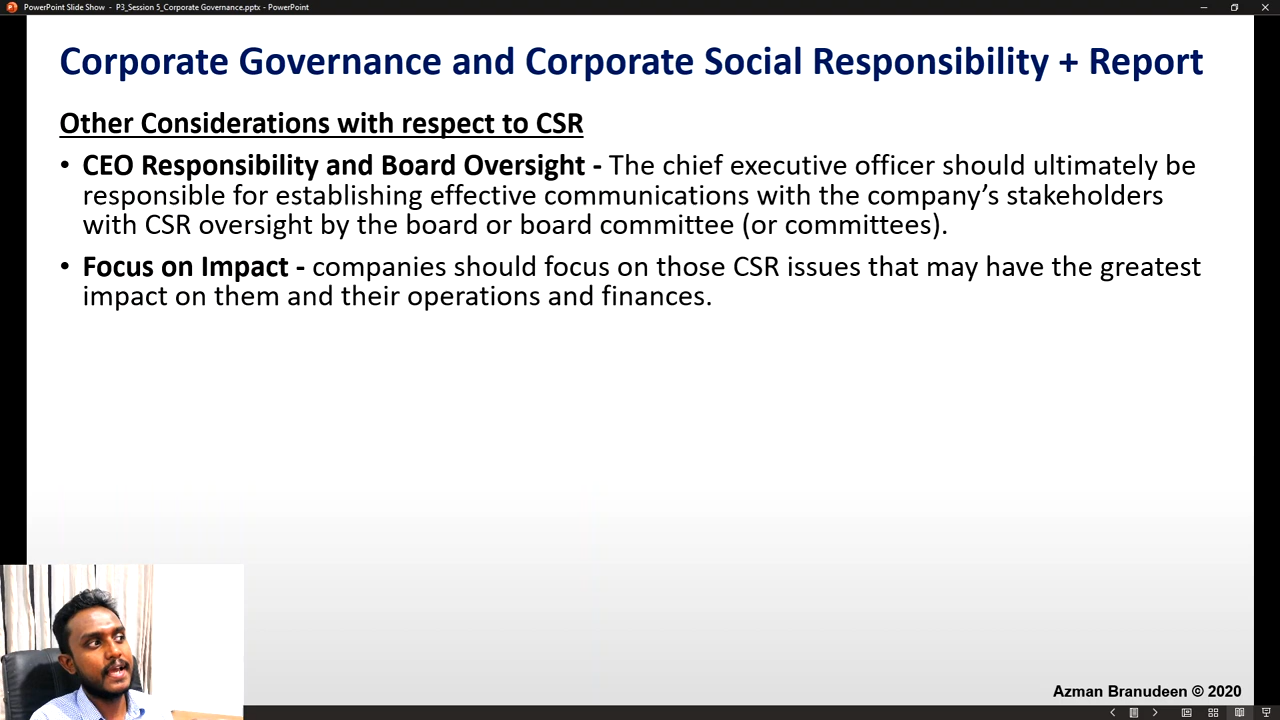 PowerPoint Slide Show - P3_Session 5_Corporate Governance.pptx - PowerPoint
Corporate Governance and Corporate Social Responsibility + Report
Other Considerations with respect to CSR
• CEO Responsibility and Board Oversight - The chief executive officer should ultimately be
responsible for establishing effective communications with the company’s stakeholders
with CSR oversight by the board or board committee (or committees).
• Focus on Impact - companies should focus on those CSR issues that may have the greatest
impact on them and their operations and finances.
Azman Branudeen © 2020